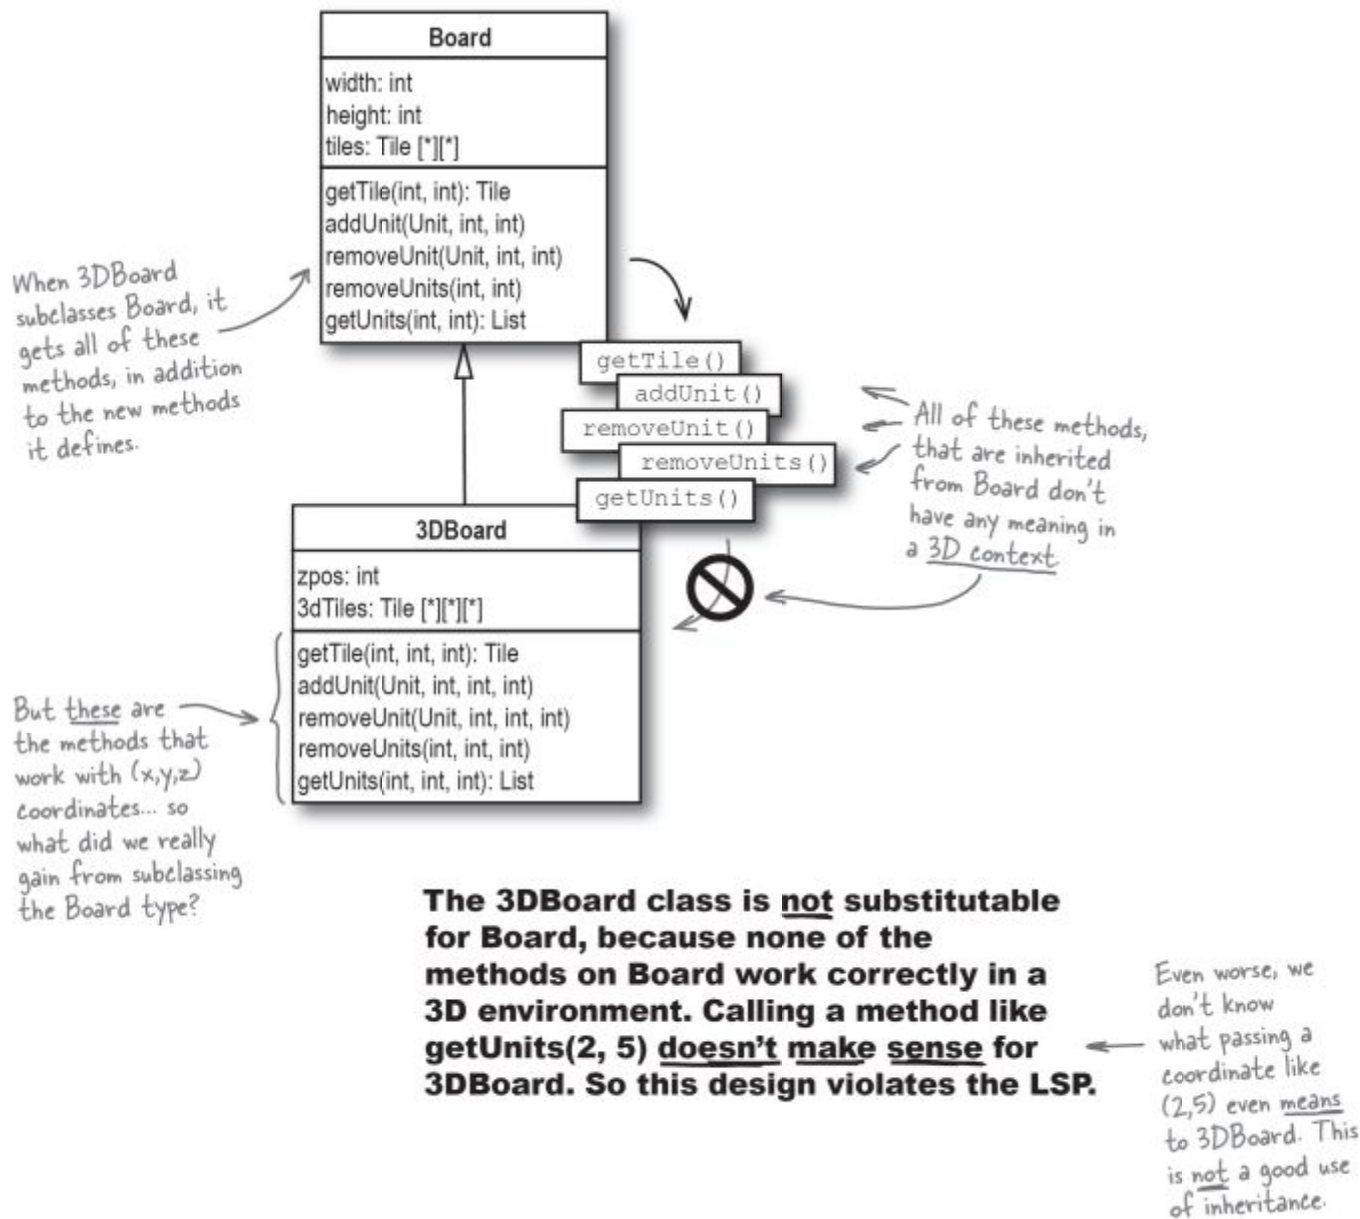 Board
width: int
height: int
tiles: Tile [*][*]
getTile(int, int): Tile
addUnit(Unit, int, int)
removeUnit(Unit, int, int)
removeUnits(int, int)
getUnits(int, int): List
When 3DBoard
subclasses Board, it
gets all of these
methods, in addition
to the new methods
it defines.
getTile()
addUnit()
removeUnit()
removeUnits()
getUnits()
All of these methods,
that are inherited
from Board don't
have any meaning in
a 3D context.
3DBoard
zpos: int
3dTiles: Tile [*][*][*]
getTile(int, int, int): Tile
addUnit(Unit, int, int, int)
removeUnit(Unit, int, int, int)
removeUnits(int, int, int)
getUnits(int, int, int): List
But these are
the methods that
work with (x,y,z)
coordinates... so
what did we really
gain from subclassing
the Board type?
The 3DBoard class is not substitutable
for Board, because none of the
methods on Board work correctly in a
3D environment. Calling a method like
getUnits(2, 5) doesn't make sense for
3DBoard. So this design violates the LSP.
Even worse, we
don't know
what passing a
coordinate like
(2,5) even means
to 3DBoard. This
is not a good use
of inheritance.